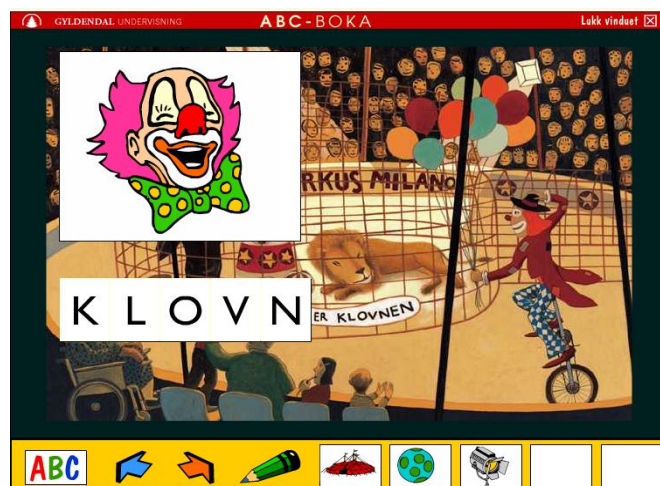 GYLDENDAL UNDERVISNING
ABC-BOKA
Lukk vinduet
RKUS MILANO
KLOVN
ER KLOVNEN
ABC